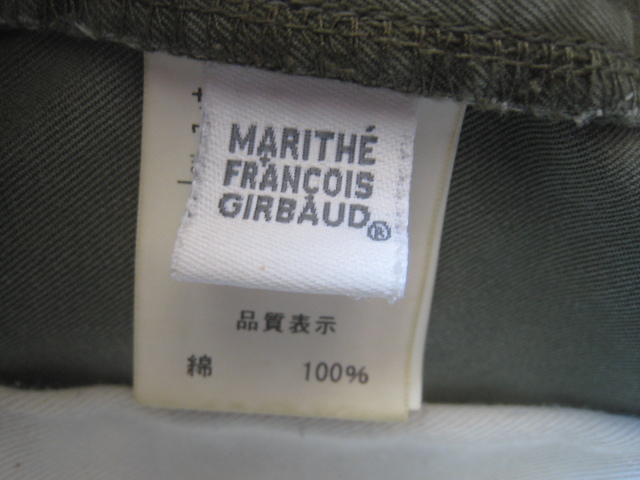 MARITHÉ
+
FRANÇOIS
GIRBAUD®
品質表示
綿 100%